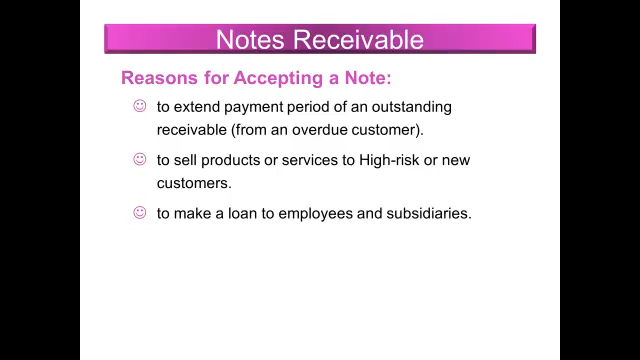 Notes Receivable
Reasons for Accepting a Note:
to extend payment period of an outstanding
receivable (from an overdue customer).
to sell products or services to High-risk or new
customers.
to make a loan to employees and subsidiaries.